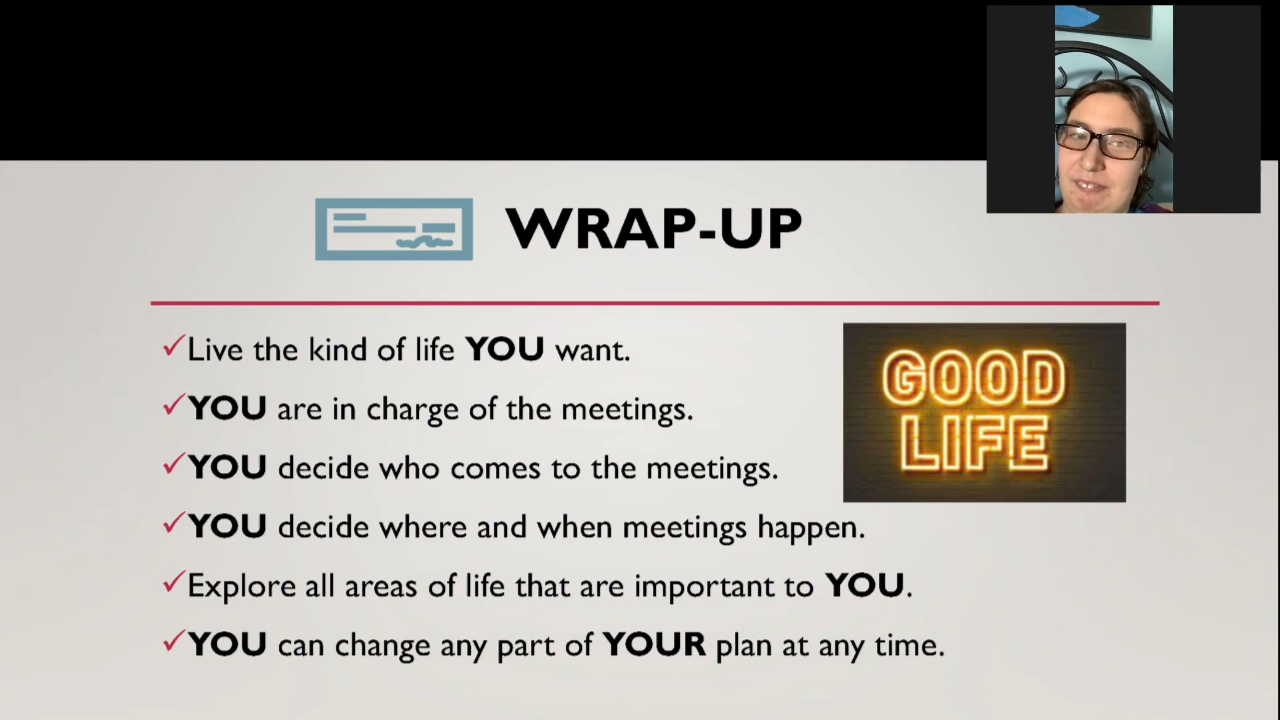 WRAP-UP
Live the kind of life YOU want.
YOU are in charge of the meetings.
YOU decide who comes to the meetings.
YOU decide where and when meetings happen.
Explore all areas of life that are important to YOU.
YOU can change any part of YOUR plan at any time.
GOOD
LIFE